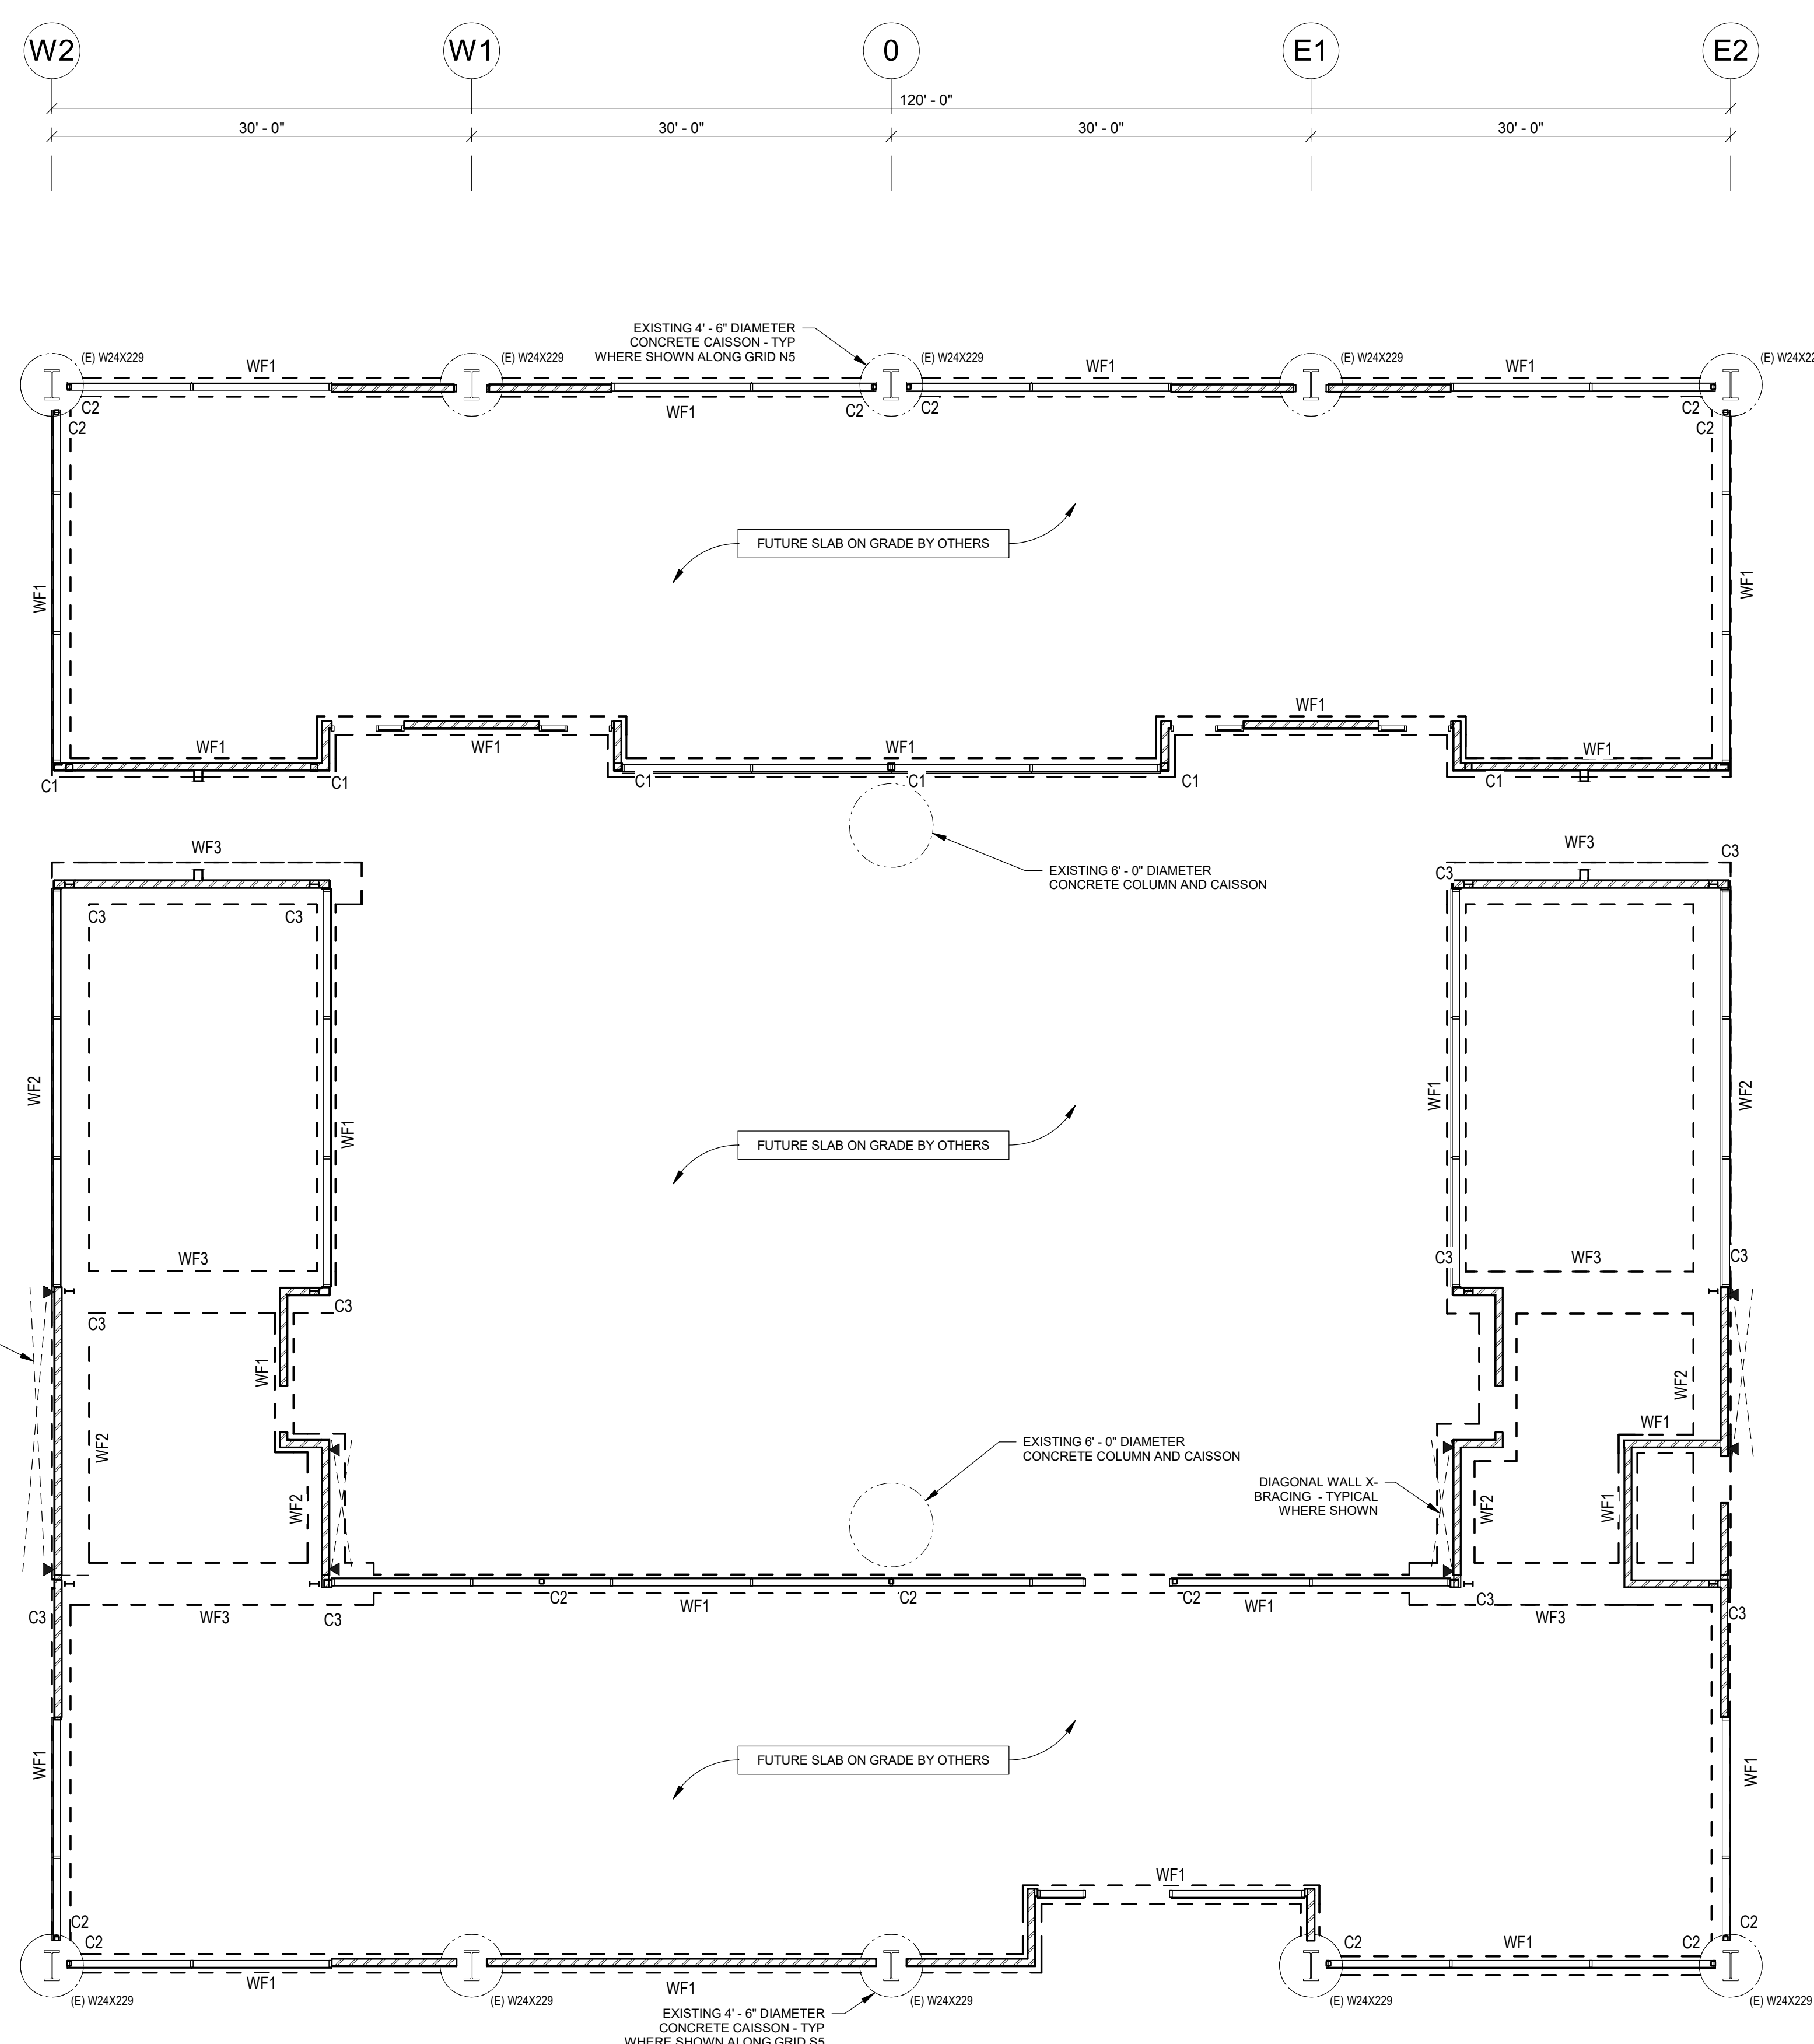 W2
W1
0
E1
E2
120' - 0"
30' - 0"
30' - 0"
30' - 0"
30' - 0"
EXISTING 4' - 6" DIAMETER
CONCRETE CAISSON - TYP
WHERE SHOWN ALONG GRID N5
(E) W24X229
(E) W24X229
(E) W24X229
(E) W24X229
(E) W24X22
WF1
WF1
WF1
WF1
C2
C2
C2
C2
C2
C2
FUTURE SLAB ON GRADE BY OTHERS
WF1
WF1
WF1
WF1
WF1
WF1
WF1
C1
C1
C1
C1
C1
C1
EXISTING 6' - 0" DIAMETER
CONCRETE COLUMN AND CAISSON
WF3
WF3
C3
C3
C3
C3
WF2
WF1
WF1
WF2
FUTURE SLAB ON GRADE BY OTHERS
WF3
WF3
C3
C3
C3
C3
WF1
WF2
WF2
WF1
EXISTING 6' - 0" DIAMETER
CONCRETE COLUMN AND CAISSON
DIAGONAL WALL X-
BRACING - TYPICAL
WHERE SHOWN
WF2
WF2
WF1
C3
WF3
C3
C2
WF1
C2
C2
WF1
C3
WF3
C3
FUTURE SLAB ON GRADE BY OTHERS
WF1
WF1
WF1
C2
C2
C2
C2
C2
WF1
WF1
WF1
(E) W24X229
(E) W24X229
(E) W24X229
(E) W24X229
(E) W24X229
EXISTING 4' - 6" DIAMETER
CONCRETE CAISSON - TYP
WHERE SHOWN ALONG GRID S5